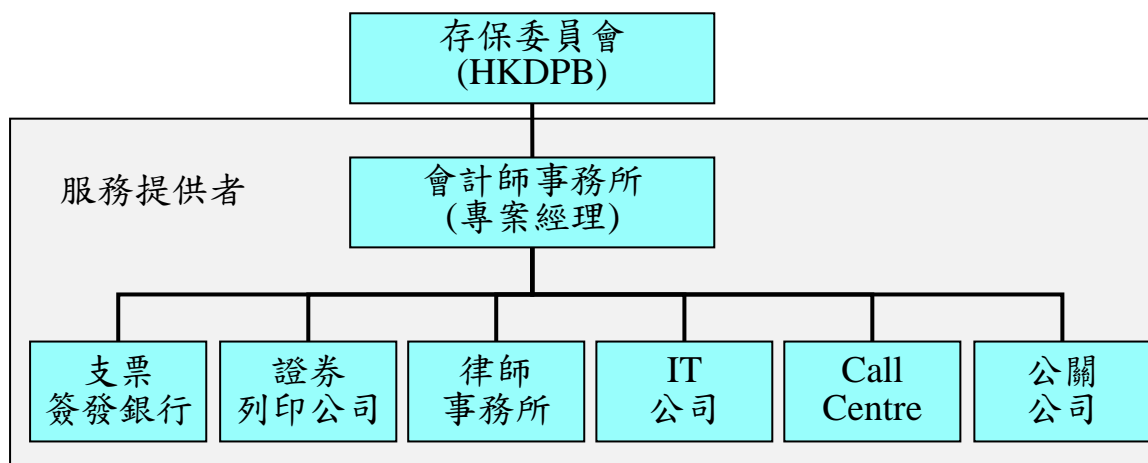 存保委員會
(HKDPB)
服務提供者
會計師事務所
(專案經理)
支票
簽發銀行
證券
列印公司
律師
事務所
IT
公司
Call
Centre
公關
公司